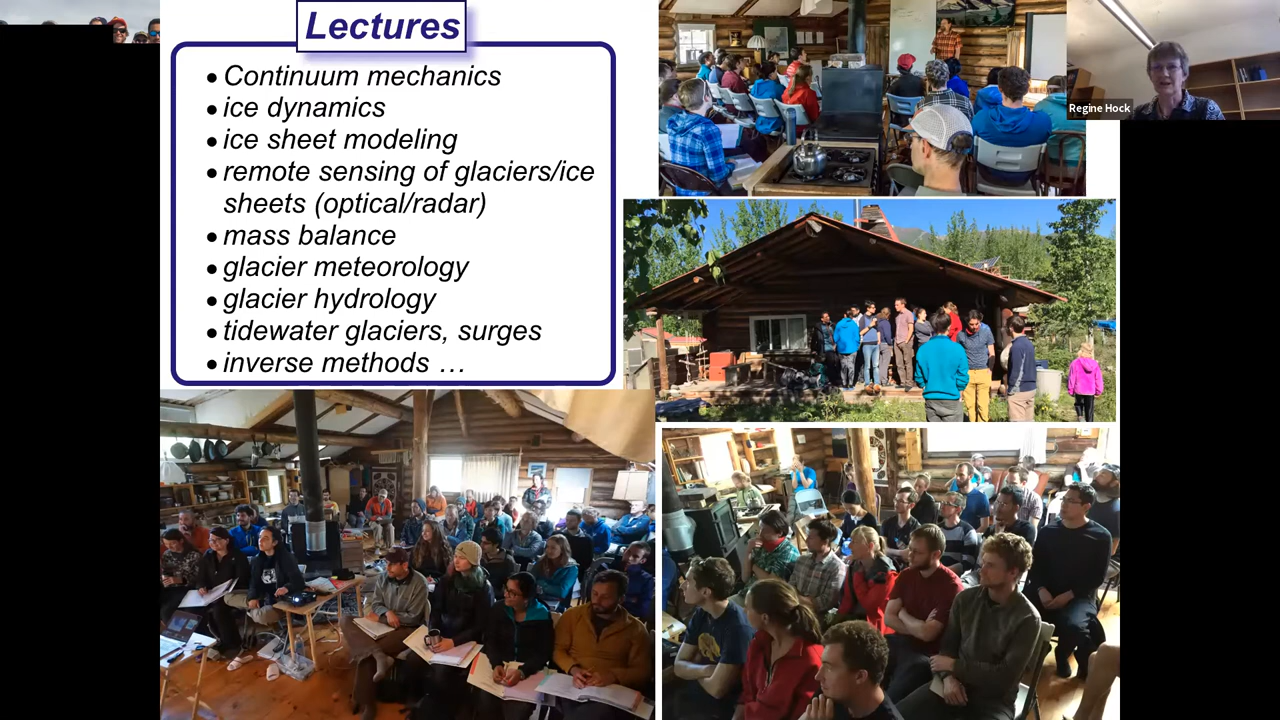 Lectures
• Continuum mechanics
• ice dynamics
• ice sheet modeling
• remote sensing of glaciers/ice
sheets (optical/radar)
• mass balance
• glacier meteorology
• glacier hydrology
• tidewater glaciers, surges
• inverse methods …
Regine Hock